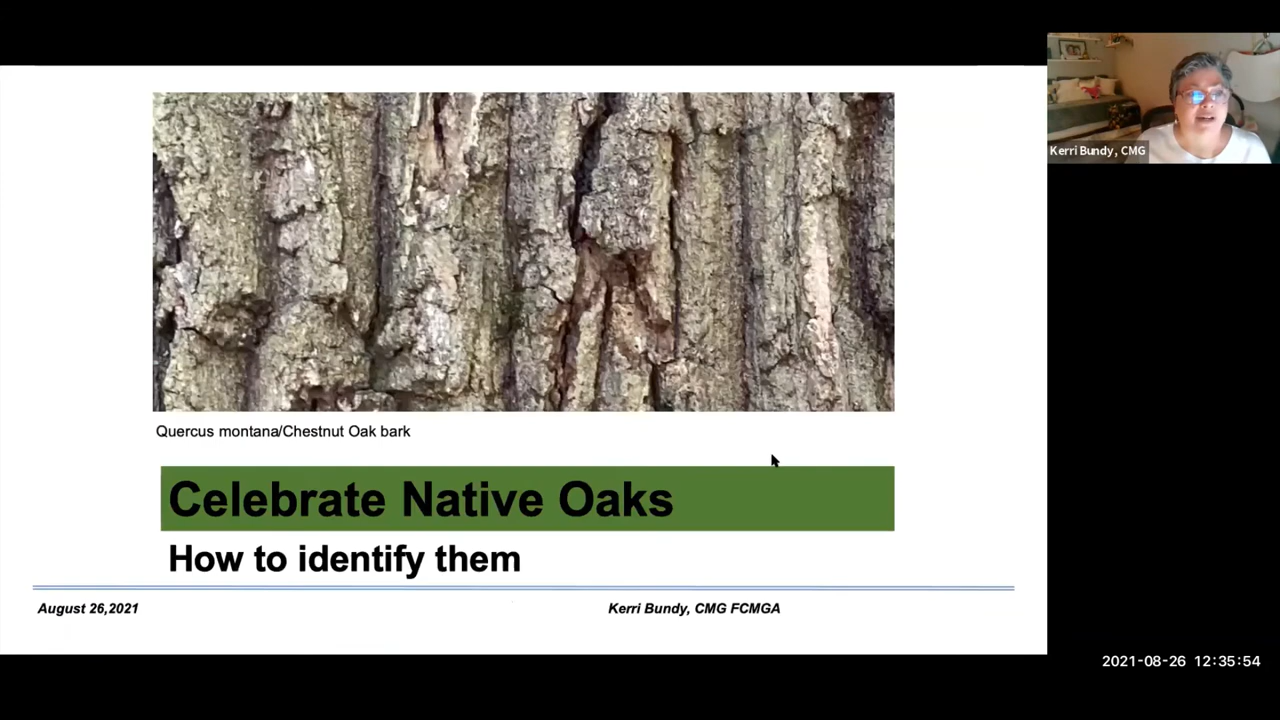 Kerri Bundy, CMG
Quercus montana/Chestnut Oak bark
Celebrate Native Oaks
How to identify them
August 26,2021
Kerri Bundy, CMG FCMGA
2021-08-26 12:35:54